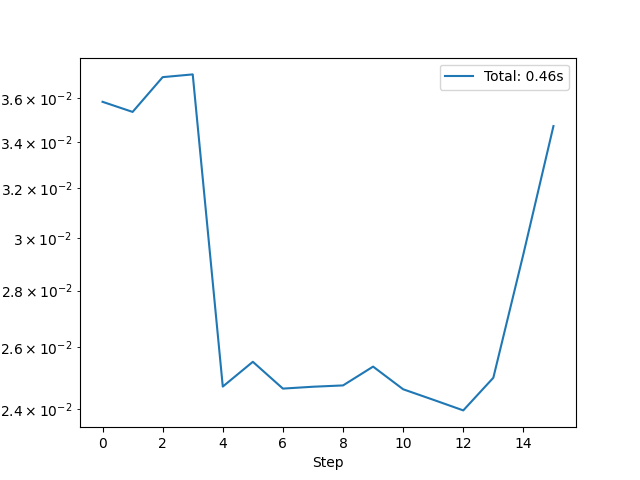 Total: 0.46s
3.6 × 10⁻²
3.4 × 10⁻²
3.2 × 10⁻²
3 × 10⁻²
2.8 × 10⁻²
2.6 × 10⁻²
2.4 × 10⁻²
0 2 4 6 8 10 12 14
Step